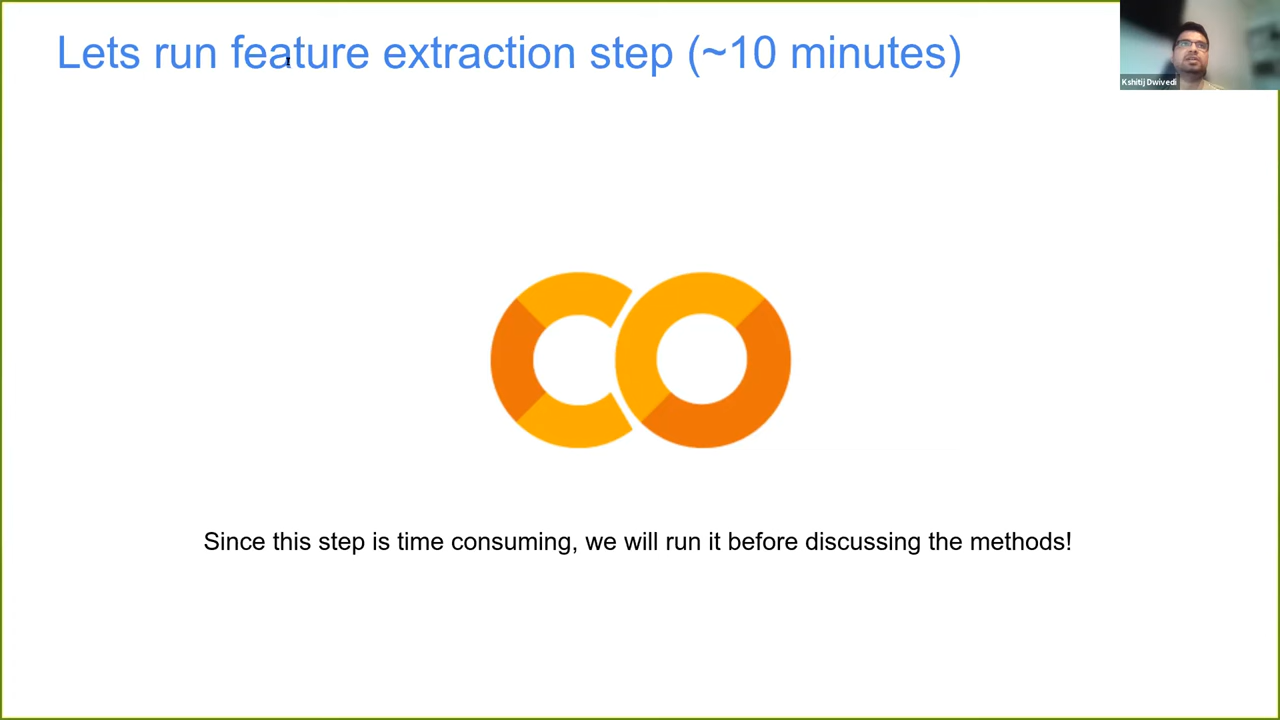 Lets run feature extraction step (~10 minutes)
Kshitij Dwivedi
CO
Since this step is time consuming, we will run it before discussing the methods!